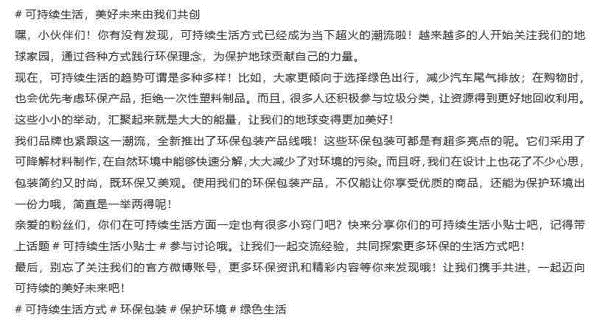 # 可持续生活，美好未来由我们共创
嘿，小伙伴们！你有没有发现，可持续生活方式已经成为当下超火的潮流啦！越来越多的人开始关注我们的地
球家园，通过各种方式践行环保理念，为保护地球贡献自己的力量。
现在，可持续生活的趋势可谓是多种多样！比如，大家更倾向于选择绿色出行，减少汽车尾气排放；在购物时，
也会优先考虑环保产品，拒绝一次性塑料制品。而且，很多人还积极参与垃圾分类，让资源得到更好地回收利用。
这些小小的举动，汇聚起来就是大大的能量，让我们的地球变得更加美好！
我们品牌也紧跟这一潮流，全新推出了环保包装产品线哦！这些环保包装可都是有超多亮点的呢。它们采用了
可降解材料制作，在自然环境中能够快速分解，大大减少了对环境的污染。而且呀，我们在设计上也花了不少心思，
包装简约又时尚，既环保又美观。使用我们的环保包装产品，不仅能让你享受优质的商品，还能为保护环境出
一份力哦，简直是一举两得呢！
亲爱的粉丝们，你们在可持续生活方面一定也有很多小窍门吧？快来分享你们的可持续生活小贴士吧，记得带
上话题 # 可持续生活小贴士 # 参与讨论哦。让我们一起交流经验，共同探索更多环保的生活方式吧！
最后，别忘了关注我们的官方微博账号，更多环保资讯和精彩内容等你来发现哦！让我们携手共进，一起迈向
可持续的美好未来吧！
# 可持续生活方式 # 环保包装 # 保护环境 # 绿色生活